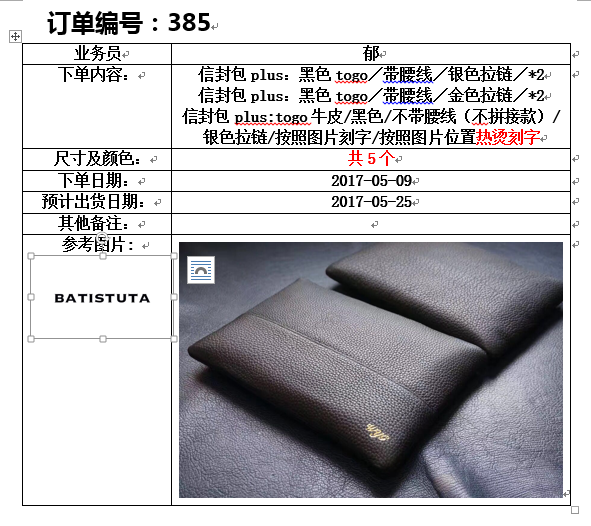 订单编号：385
业务员
郁
下单内容：
信封包 plus：黑色 togo／带腰线／银色拉链／*2
信封包 plus：黑色 togo／带腰线／金色拉链／*2
信封包 plus:togo 牛皮/黑色/不带腰线（不拼接款）/
银色拉链/按照图片刻字/按照图片位置热烫刻字
尺寸及颜色：
共 5 个
下单日期：
2017-05-09
预计出货日期：
2017-05-25
其他备注：
参考图片:
BATISTUTA